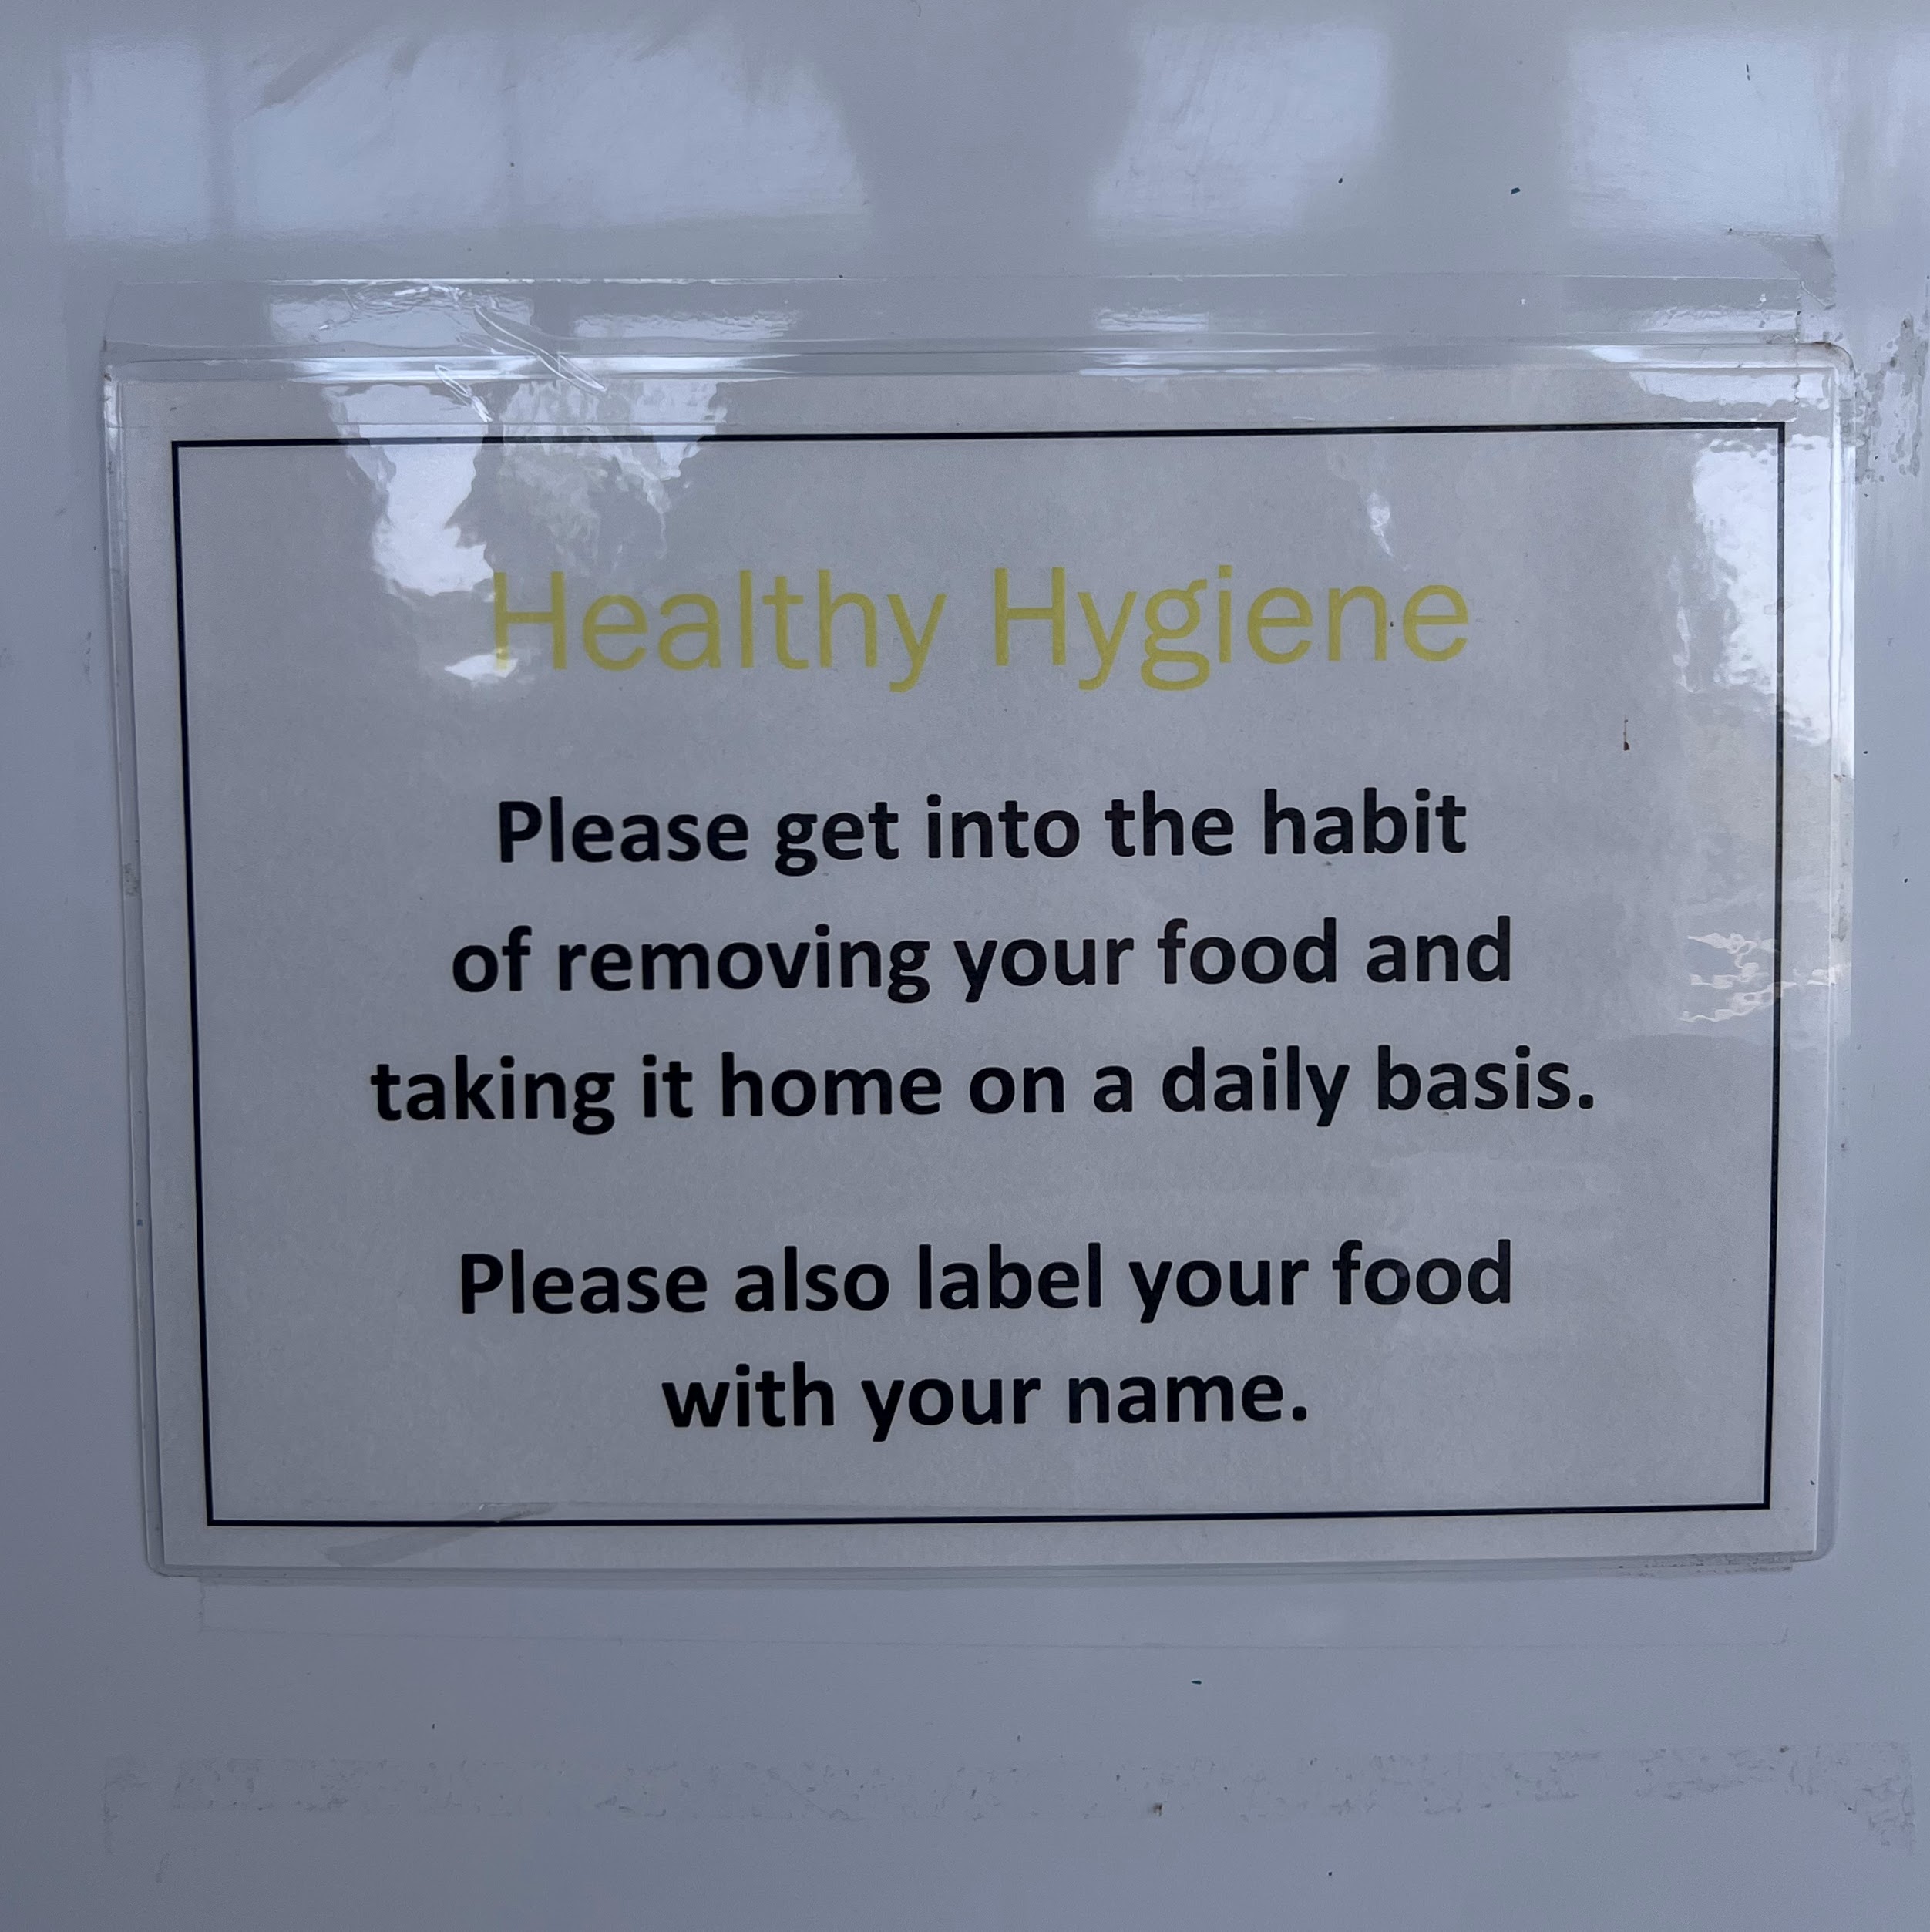 Healthy Hygiene
Please get into the habit
of removing your food and
taking it home on a daily basis.
Please also label your food
with your name.